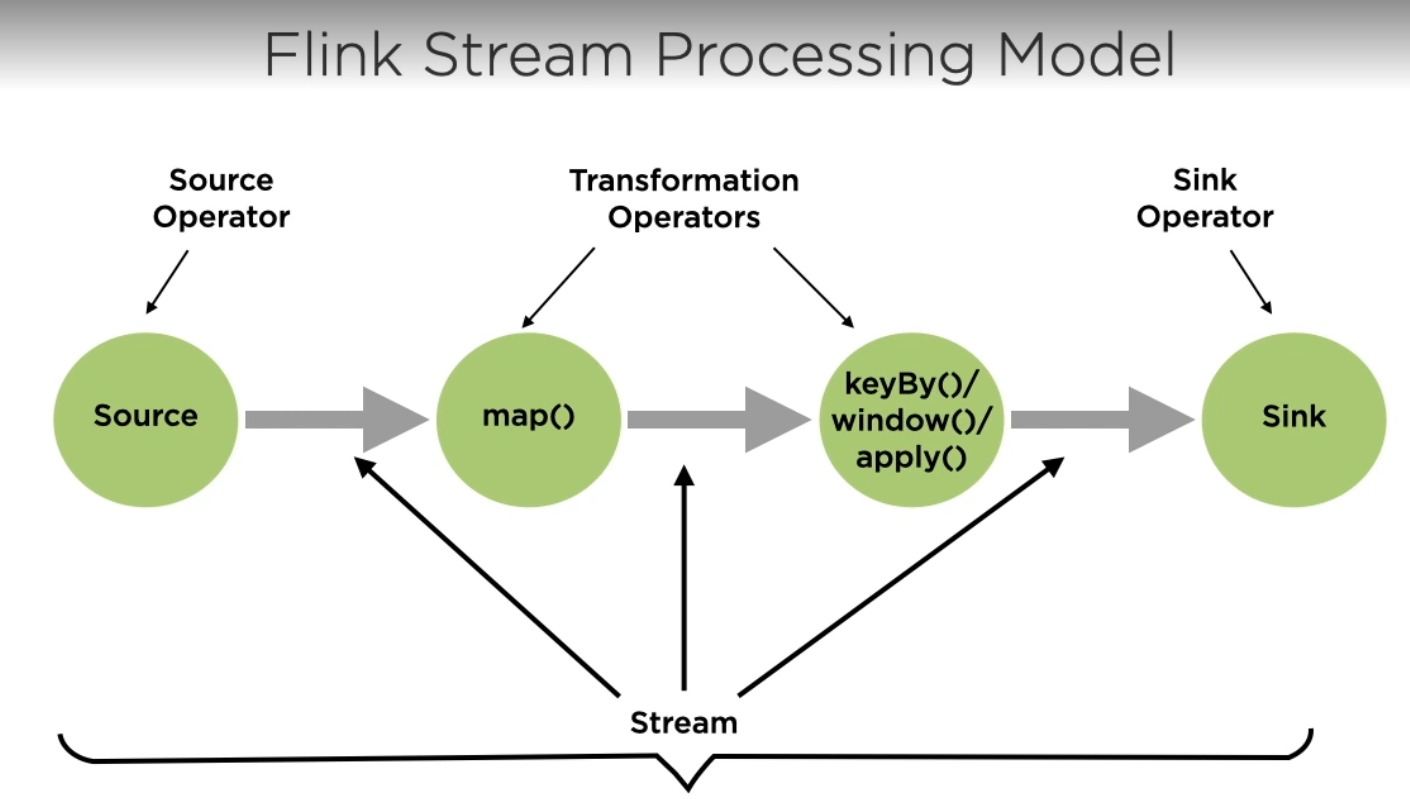 Flink Stream Processing Model
Source
Operator
Transformation
Operators
Sink
Operator
Source
map()
keyBy()/
window()/
apply()
Sink
Stream